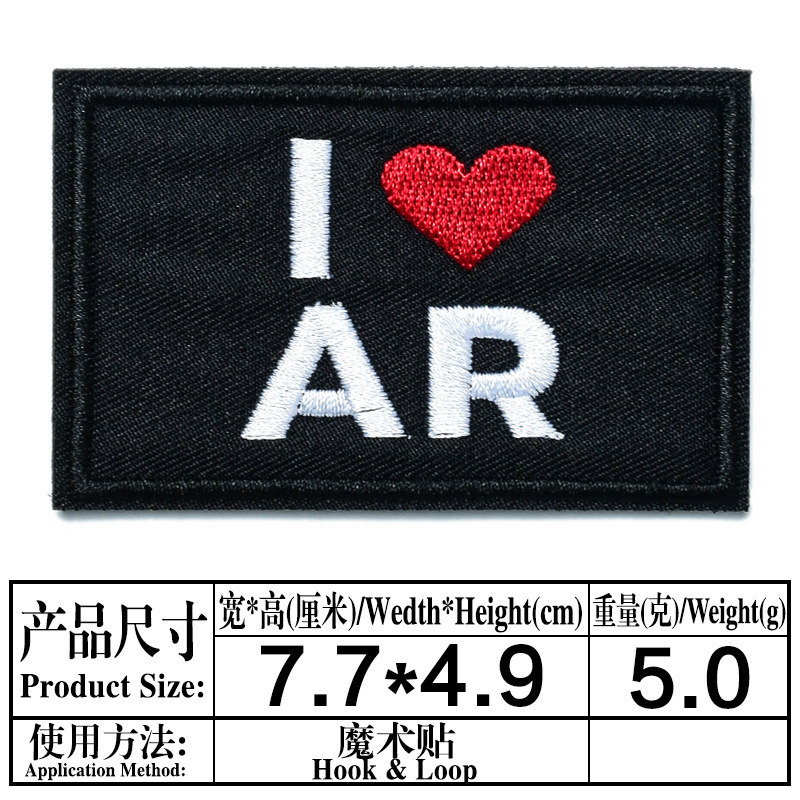 I
AR
产品尺寸
Product Size:
宽*高(厘米)/Wedth*Height(cm)
重量(克)/Weight(g)
7.7*4.9
5.0
使用方法:
Application Method:
魔术贴
Hook & Loop